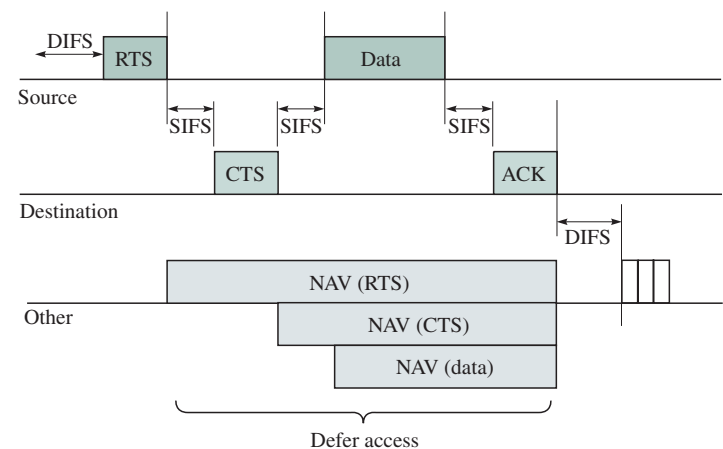 DIFS
RTS
Data
Source
SIFS
SIFS
SIFS
CTS
ACK
Destination
DIFS
NAV (RTS)
Other
NAV (CTS)
NAV (data)
Defer access